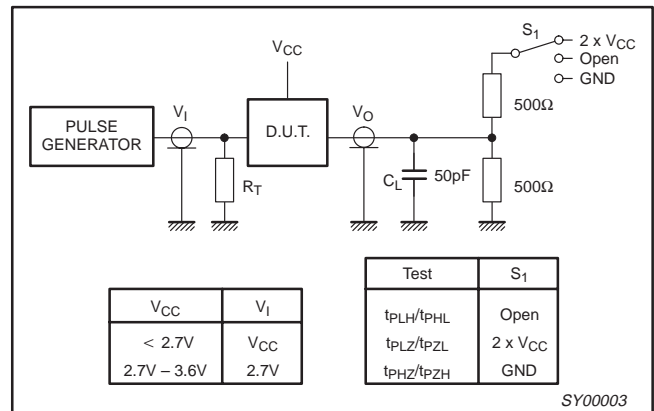 S1
2 x VCC
Open
GND
VCC
500Ω
VI
VO
PULSE
GENERATOR
D.U.T.
RT
CL
50pF
500Ω
VCC VI
< 2.7V VCC
2.7V – 3.6V 2.7V
Test S1
tPLH/tPHL Open
tPLZ/tPZL 2 x VCC
tPHZ/tPZH GND
SY00003